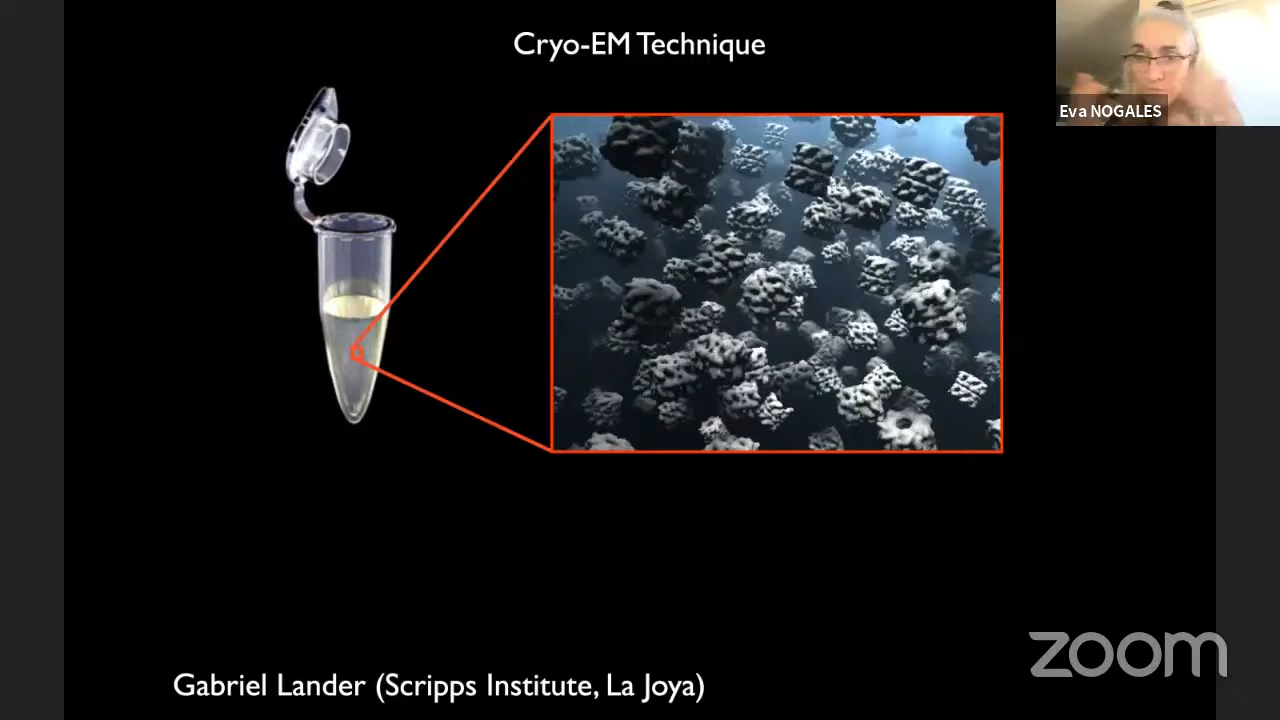 Cryo-EM Technique
Eva NOGALES
zoom
Gabriel Lander (Scripps Institute, La Joya)